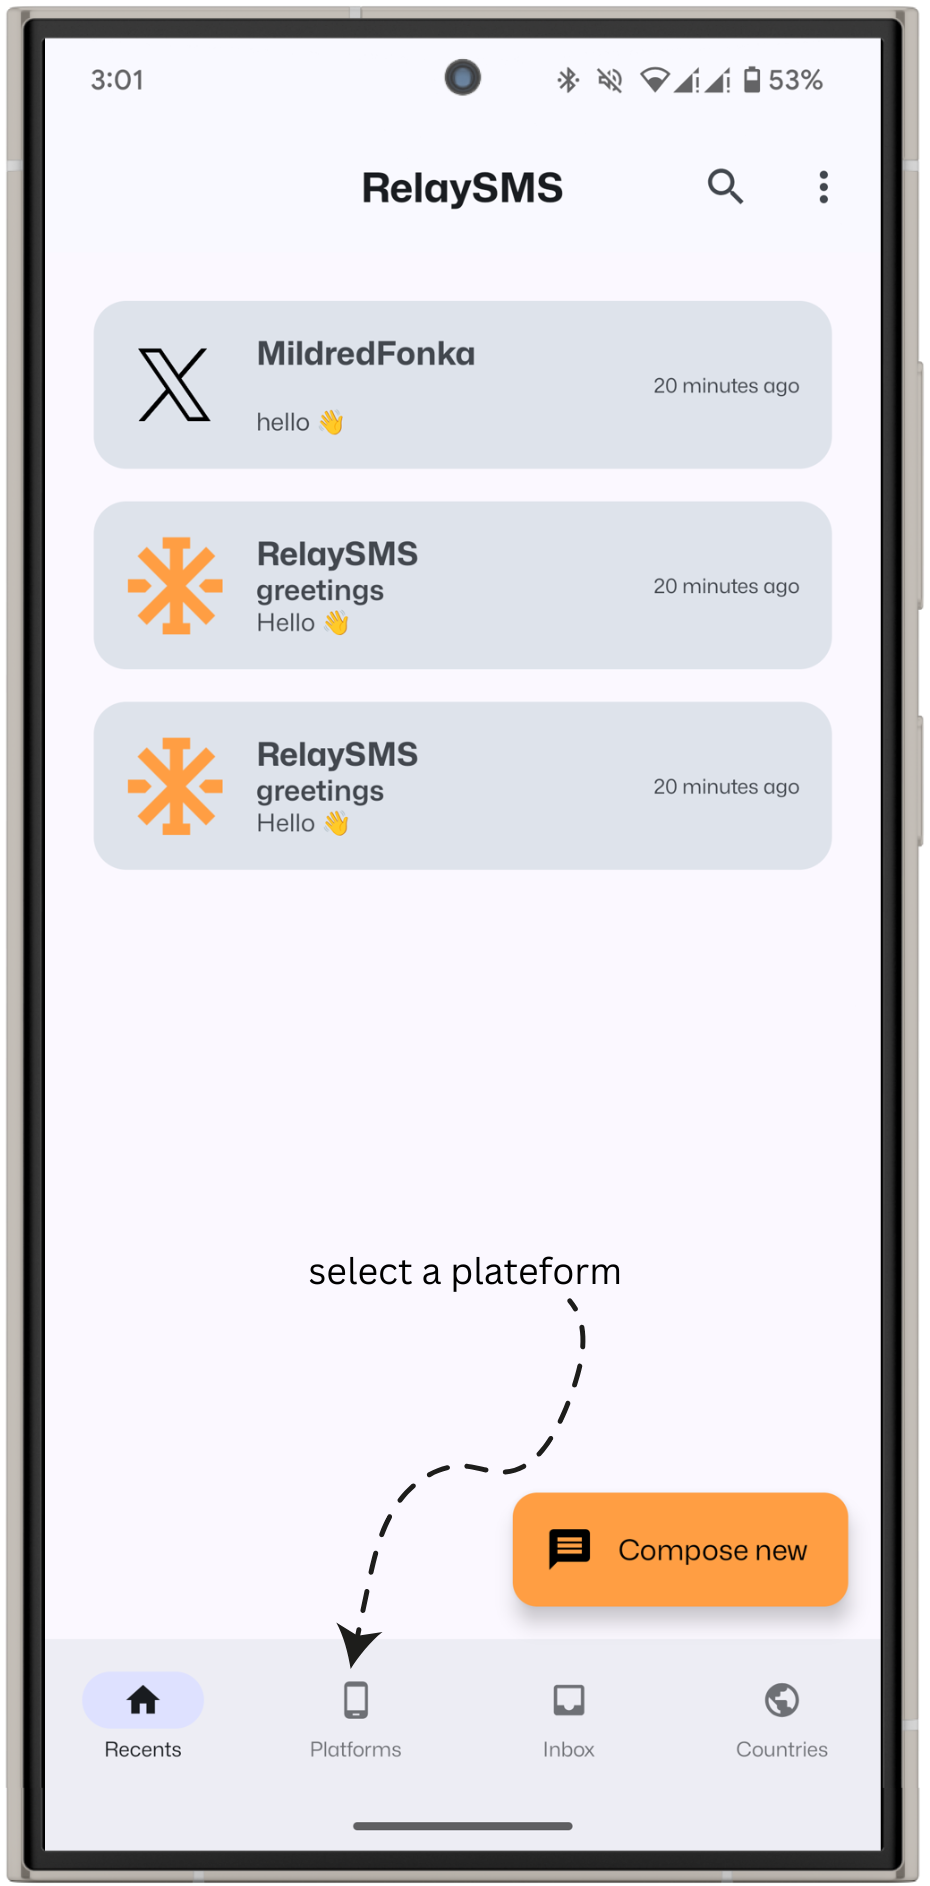 3:01
53%
RelaySMS
MildredFonka
20 minutes ago
hello 👋
RelaySMS
greetings
20 minutes ago
Hello 👋
RelaySMS
greetings
20 minutes ago
Hello 👋
select a plateform
Compose new
Recents
Platforms
Inbox
Countries